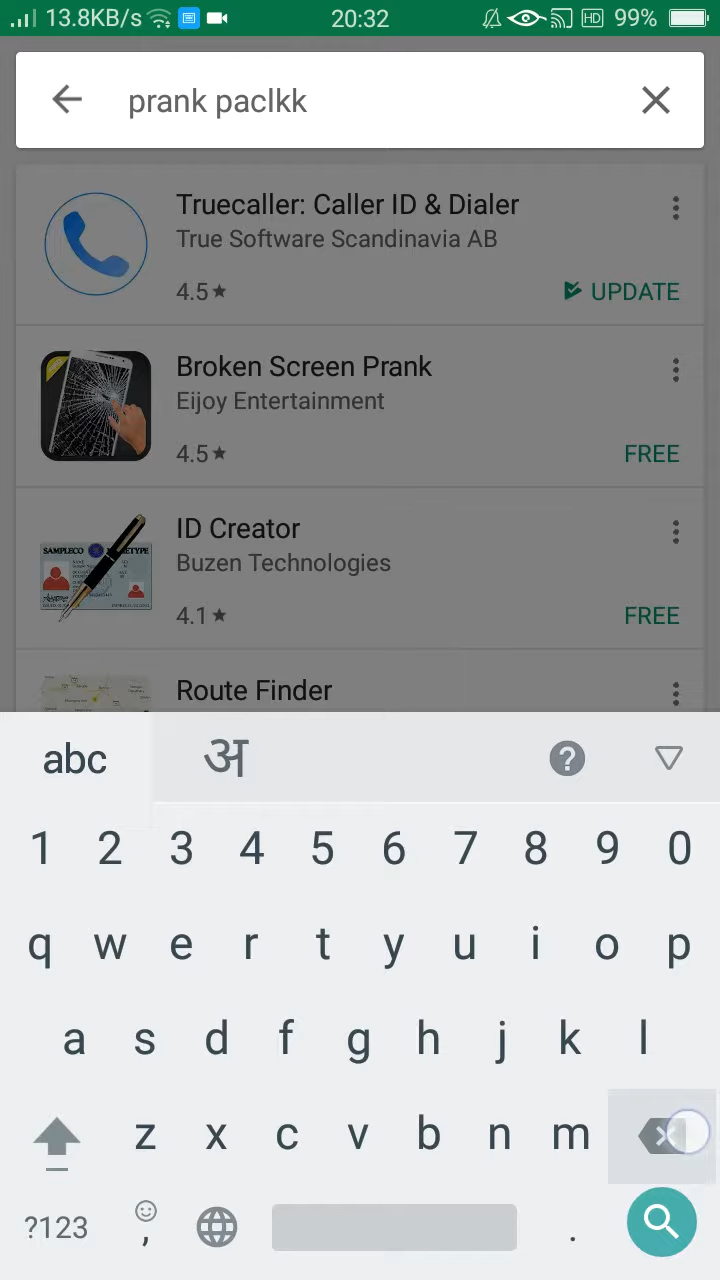 13.8KB/s 20:32 HD 99%
prank paclkk
Truecaller: Caller ID & Dialer
True Software Scandinavia AB
4.5★ UPDATE
Broken Screen Prank
Eijoy Entertainment
4.5★ FREE
ID Creator
Buzen Technologies
4.1★ FREE
Route Finder
abc अ ?
1 2 3 4 5 6 7 8 9 0
q w e r t y u i o p
a s d f g h j k l
z x c v b n m
?123 , .